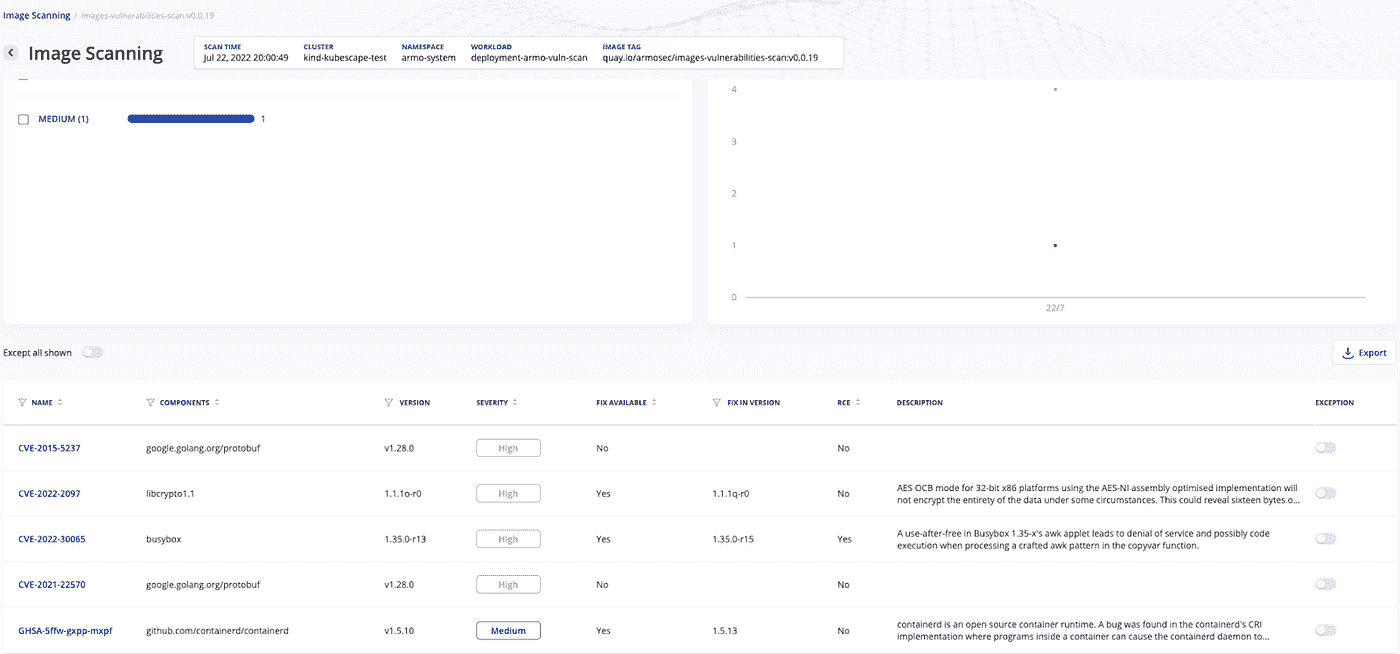 Image Scanning / images-vulnerabilities-scan:v0.0.19
Image Scanning
SCAN TIME
Jul 22, 2022 20:00:49
CLUSTER
kind-kubescape-test
NAMESPACE
armo-system
WORKLOAD
deployment-armo-vuln-scan
IMAGE TAG
quay.io/armosec/images-vulnerabilities-scan:v0.0.19
MEDIUM (1) 1
4
3
2
1
0
22/7
Except all shown
Export
NAME COMPONENTS VERSION SEVERITY FIX AVAILABLE FIX IN VERSION RCE DESCRIPTION EXCEPTION
CVE-2015-5237 google.golang.org/protobuf v1.28.0 High No No
CVE-2022-2097 libcrypto1.1 1.1.1o-r0 High Yes 1.1.1q-r0 No AES OCB mode for 32-bit x86 platforms using the AES-NI assembly optimised implementation will
not encrypt the entirety of the data under some circumstances. This could reveal sixteen bytes o...
CVE-2022-30065 busybox 1.35.0-r13 High Yes 1.35.0-r15 Yes A use-after-free in Busybox 1.35-x's awk applet leads to denial of service and possibly code
execution when processing a crafted awk pattern in the copyvar function.
CVE-2021-22570 google.golang.org/protobuf v1.28.0 High No No
GHSA-5ffw-gxpp-mxpf github.com/containerd/containerd v1.5.10 Medium Yes 1.5.13 No containerd is an open source container runtime. A bug was found in the containerd's CRI
implementation where programs inside a container can cause the containerd daemon to...